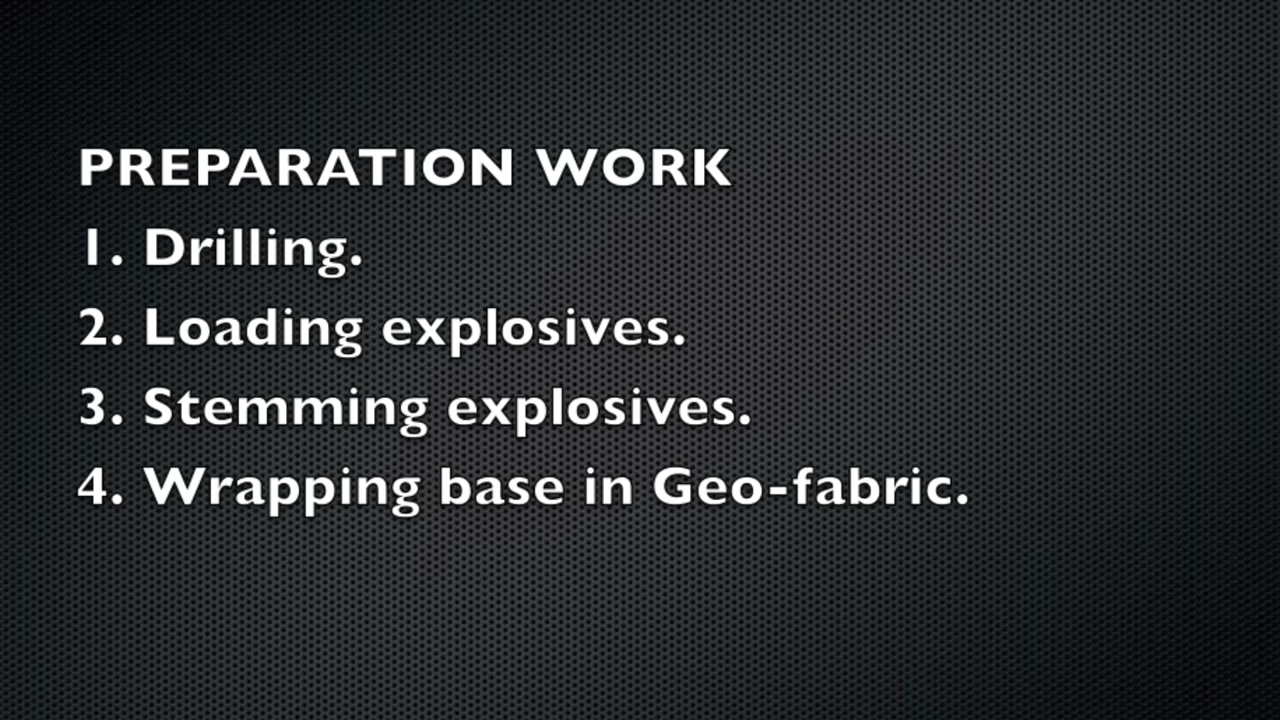 PREPARATION WORK
1. Drilling.
2. Loading explosives.
3. Stemming explosives.
4. Wrapping base in Geo-fabric.